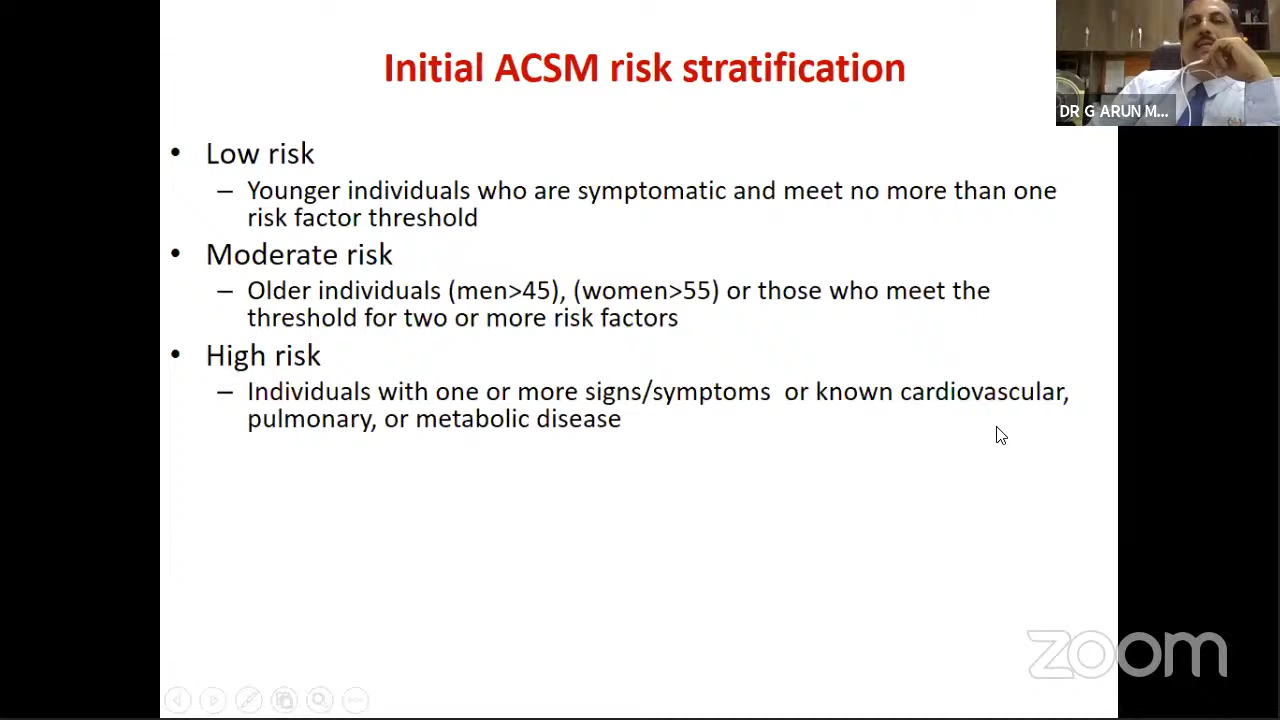 Initial ACSM risk stratification
DR G ARUN M...
• Low risk
– Younger individuals who are symptomatic and meet no more than one
risk factor threshold
• Moderate risk
– Older individuals (men>45), (women>55) or those who meet the
threshold for two or more risk factors
• High risk
– Individuals with one or more signs/symptoms or known cardiovascular,
pulmonary, or metabolic disease
zoom